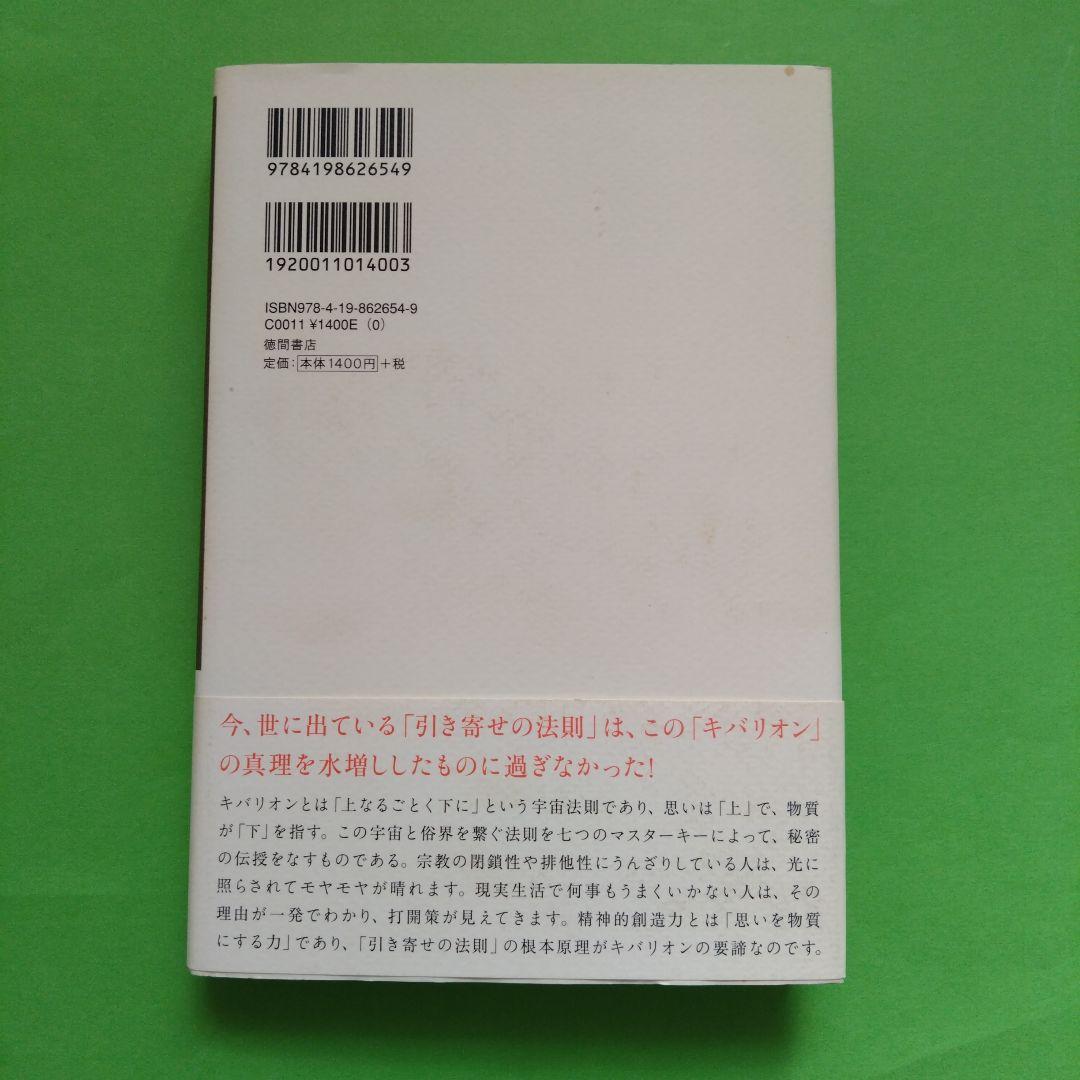 9784198626549
1920011014003
ISBN978-4-19-862654-9
C0011 ¥1400E（0）
徳間書店
定価：本体1400円＋税
今、世に出ている「引き寄せの法則」は、この「キバリオン」
の真理を水増ししたものに過ぎなかった！
キバリオンとは「上なるごとく下に」という宇宙法則であり、思いは「上」で、物質
が「下」を指す。この宇宙と俗界を繋ぐ法則を七つのマスターキーによって、秘密
の伝授をなすものである。宗教の閉鎖性や排他性にうんざりしている人は、光に
照らされてモヤモヤが晴れます。現実生活で何事もうまくいかない人は、その
理由が一発でわかり、打開策が見えてきます。精神的創造力とは「思いを物質
にする力」であり、「引き寄せの法則」の根本原理がキバリオンの要諦なのです。